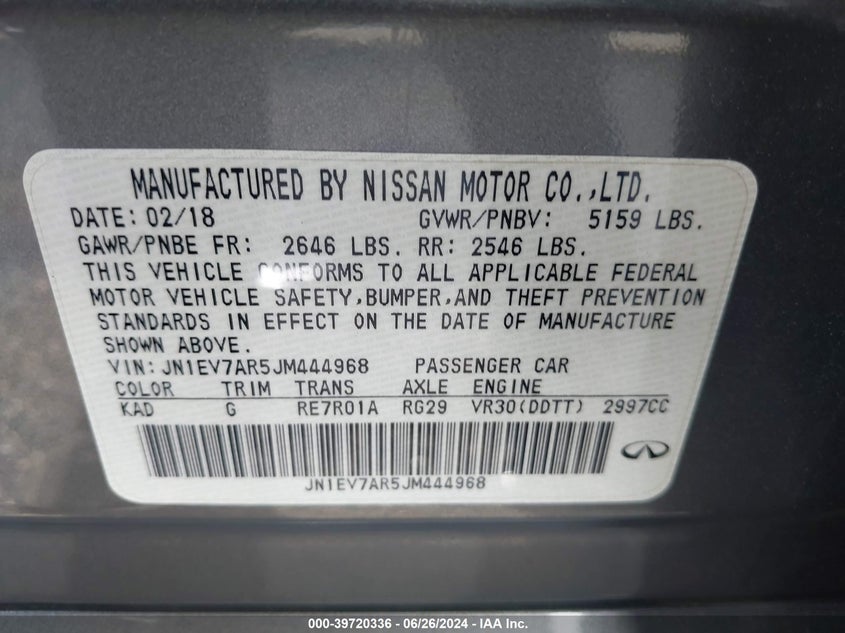 MANUFACTURED BY NISSAN MOTOR CO.,LTD.
DATE: 02/18 GVWR/PNBV: 5159 LBS.
GAWR/PNBE FR: 2646 LBS. RR: 2546 LBS.
THIS VEHICLE CONFORMS TO ALL APPLICABLE FEDERAL
MOTOR VEHICLE SAFETY,BUMPER,AND THEFT PREVENTION
STANDARDS IN EFFECT ON THE DATE OF MANUFACTURE
SHOWN ABOVE.
VIN:JN1EV7AR5JM444968 PASSENGER CAR
COLOR TRIM TRANS AXLE ENGINE
KAD G RE7R01A RG29 VR30(DDTT) 2997CC
JN1EV7AR5JM444968
000-39720336 - 06/26/2024 - IAA Inc.